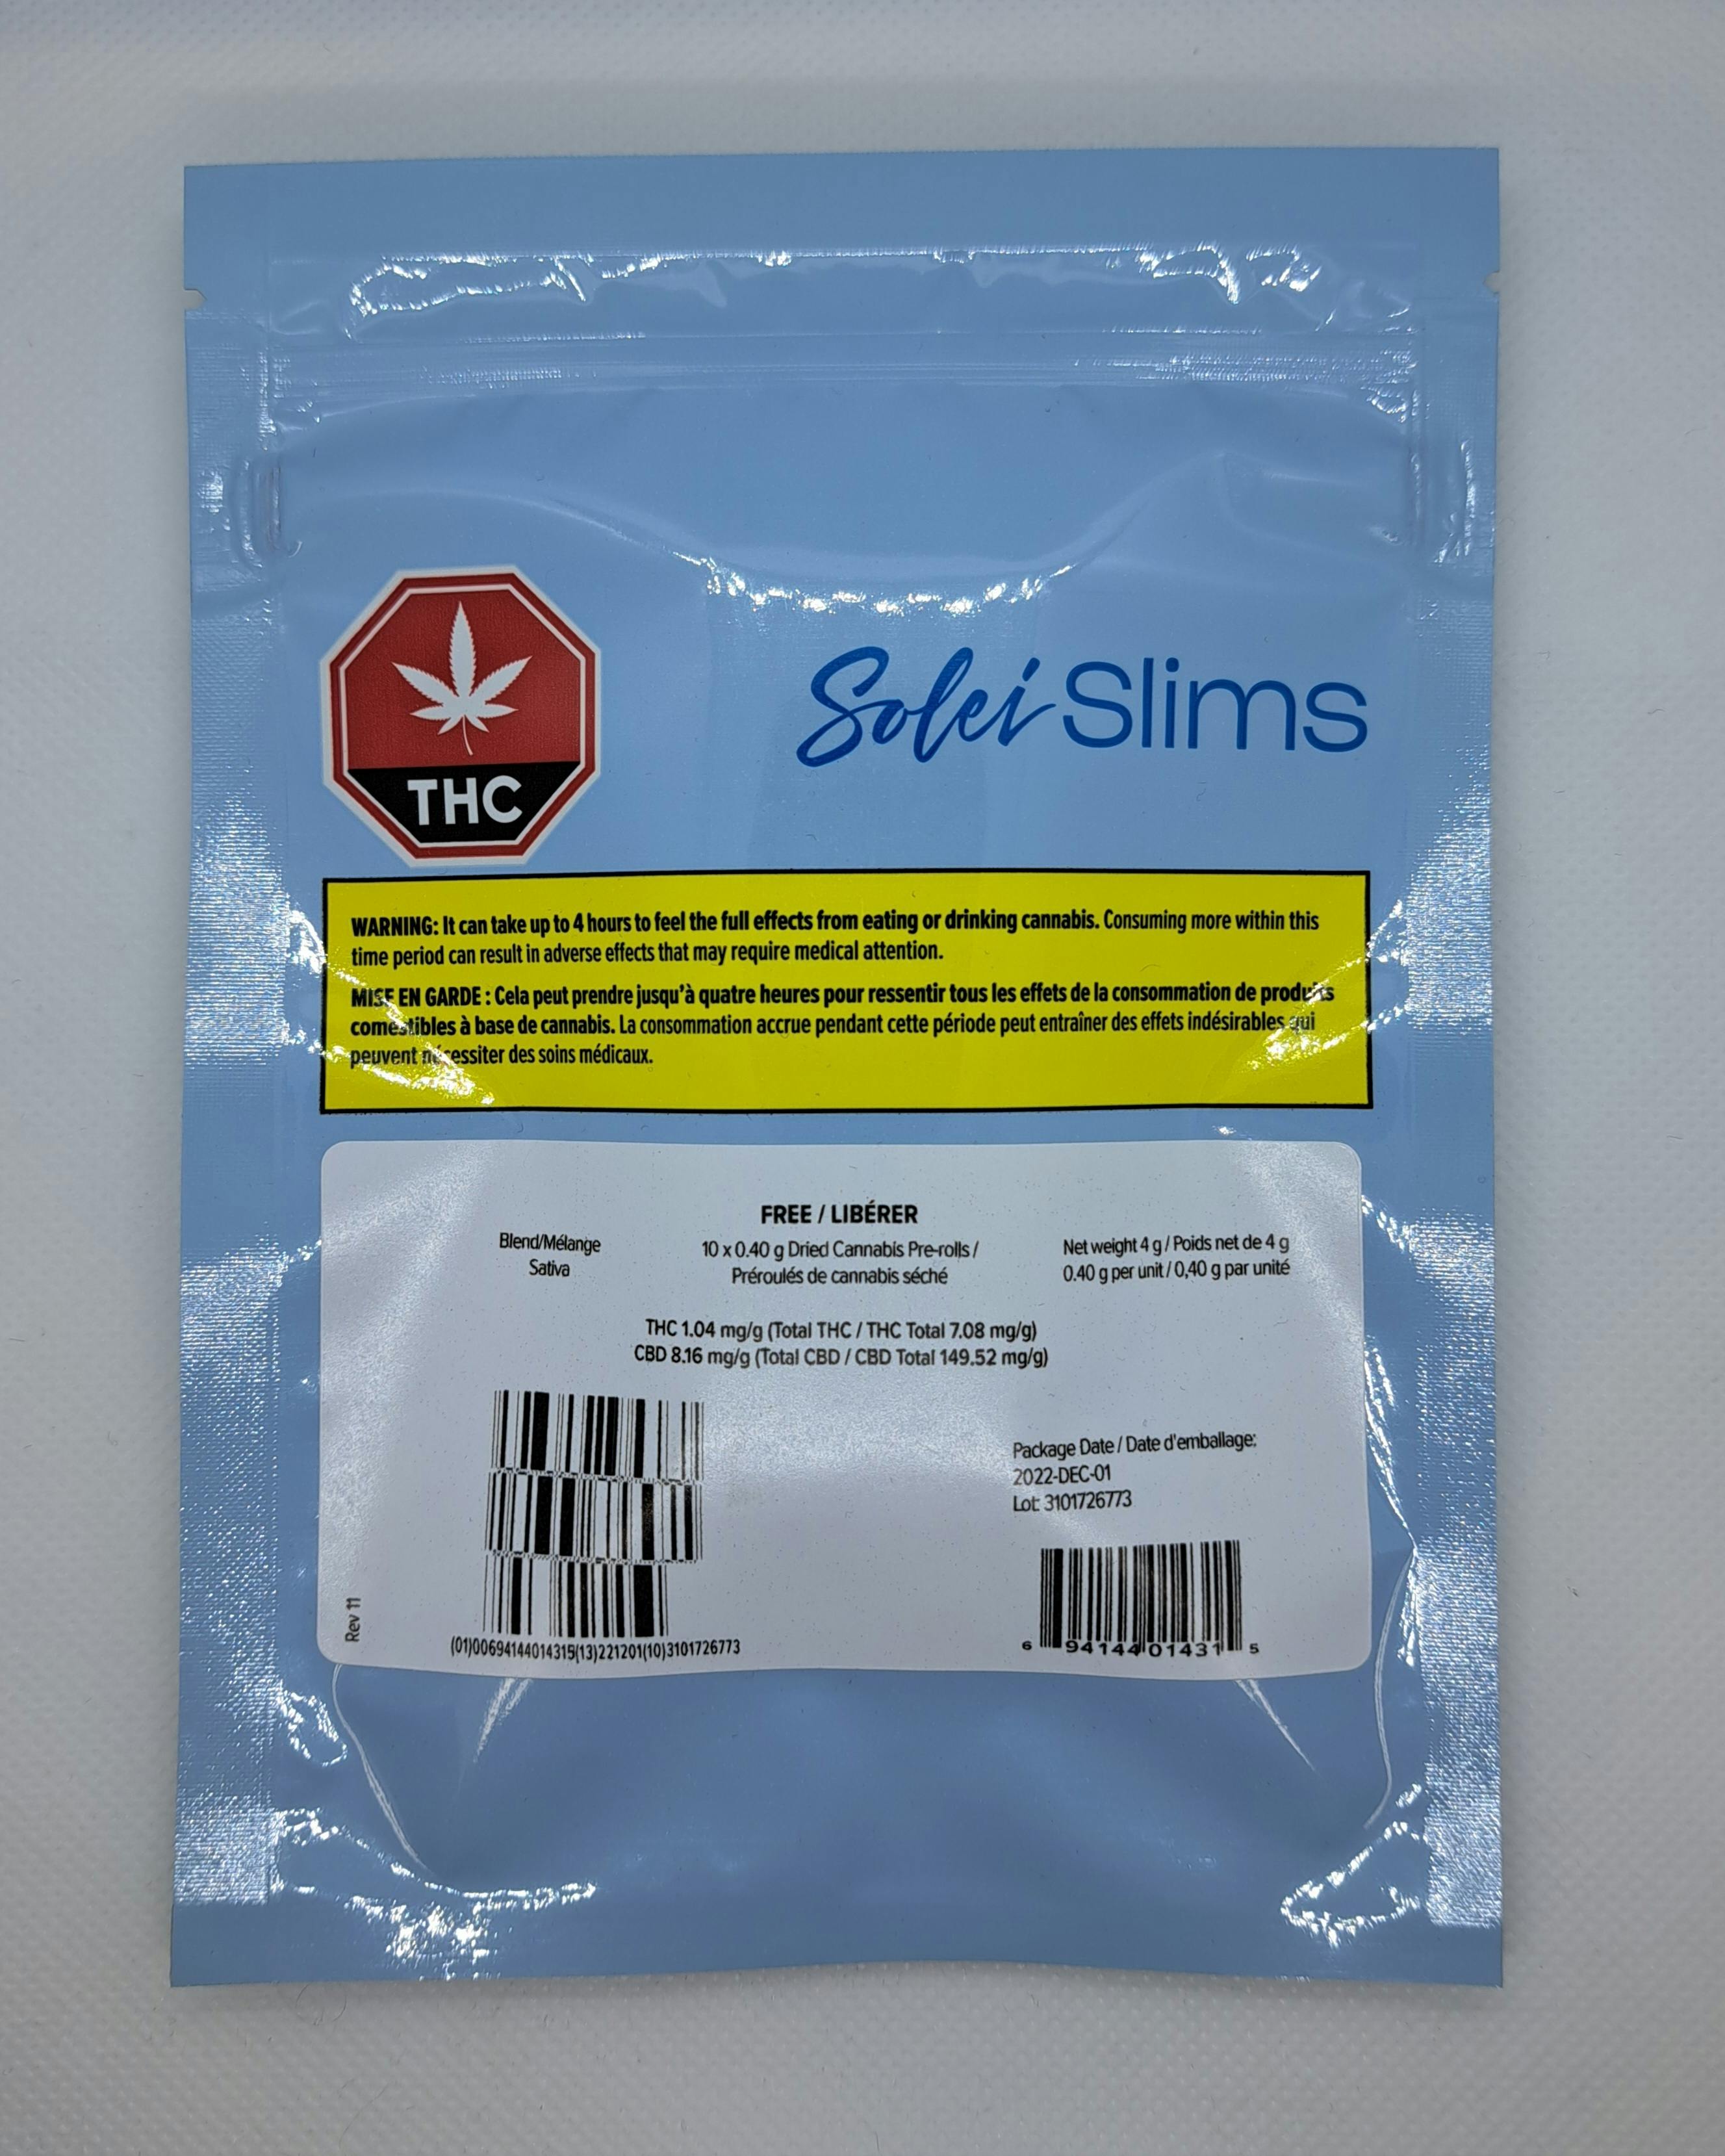 THC
Solei Slims
WARNING: It can take up to 4 hours to feel the full effects from eating or drinking cannabis. Consuming more within this
time period can result in adverse effects that may require medical attention.
MISE EN GARDE : Cela peut prendre jusqu'à quatre heures pour ressentir tous les effets de la consommation de produits
comestibles à base de cannabis. La consommation accrue pendant cette période peut entraîner des effets indésirables qui
peuvent nécessiter des soins médicaux.
FREE / LIBÉRER
Blend/Mélange
Sativa
10 x 0.40 g Dried Cannabis Pre-rolls /
Préroulés de cannabis séché
Net weight 4 g / Poids net de 4 g
0.40 g per unit / 0,40 g par unité
THC 1.04 mg/g (Total THC / THC Total 7.08 mg/g)
CBD 8.16 mg/g (Total CBD / CBD Total 149.52 mg/g)
Package Date / Date d'emballage:
2022-DEC-01
Lot: 3101726773
Rev 11
(01)00694144014315(13)221201(10)3101726773
6 94144 01431 5